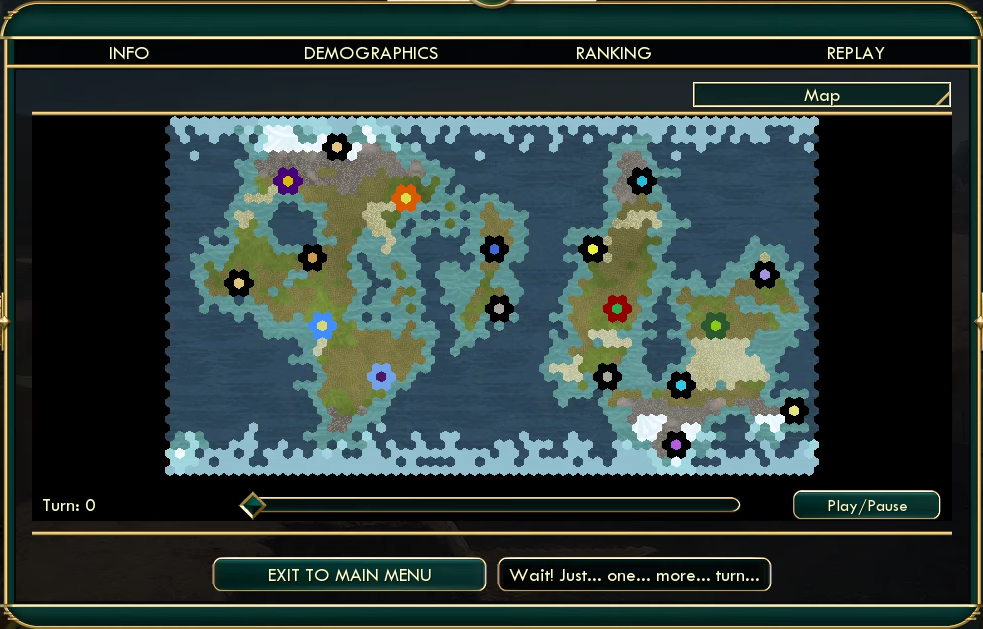 INFO
DEMOGRAPHICS
RANKING
REPLAY
Map
Turn: 0
Play/Pause
EXIT TO MAIN MENU
Wait! Just... one... more... turn...